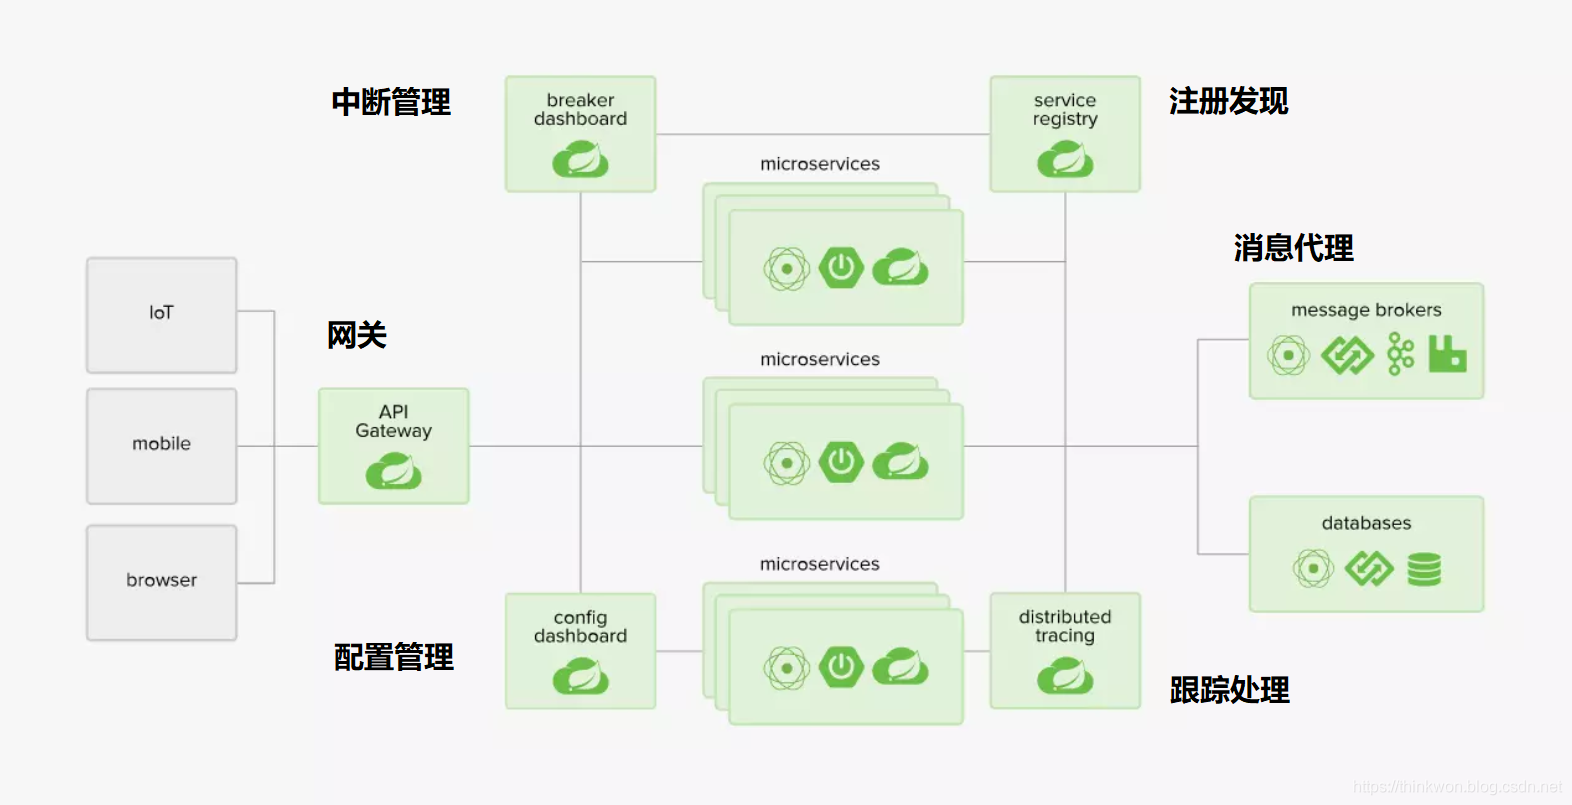 中断管理
breaker
dashboard
service
registry
注册发现
microservices
消息代理
message brokers
IoT
网关
microservices
API
Gateway
mobile
databases
browser
microservices
config
dashboard
distributed
tracing
配置管理
跟踪处理
https://thinkwon.blog.csdn.net